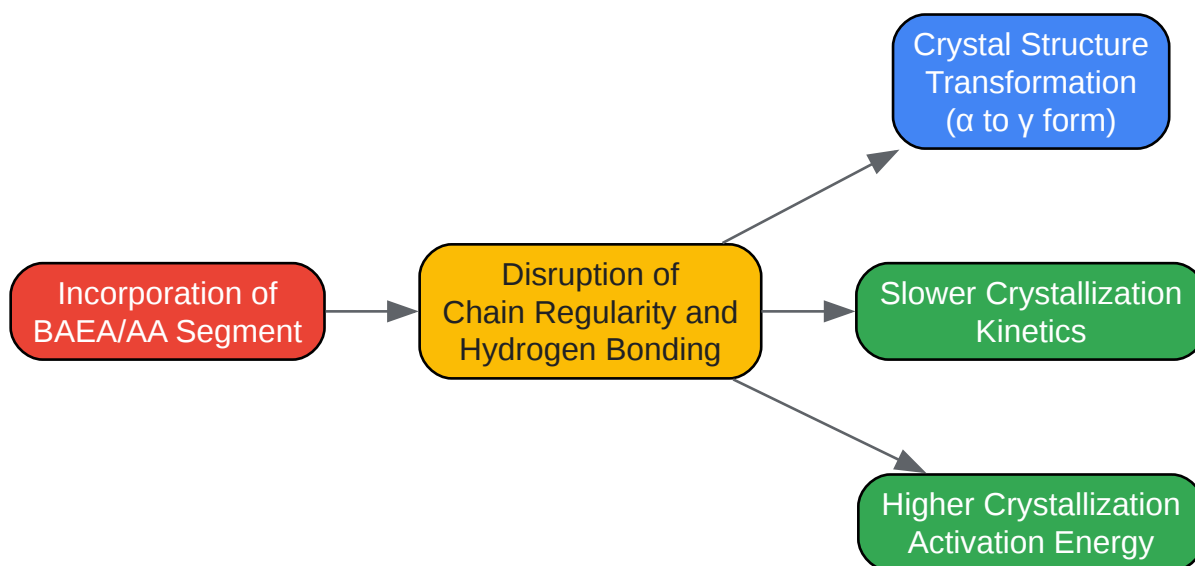 Crystal Structure
Transformation
(α to γ form)
Incorporation of
BAEA/AA Segment
Disruption of
Chain Regularity and
Hydrogen Bonding
Slower Crystallization
Kinetics
Higher Crystallization
Activation Energy